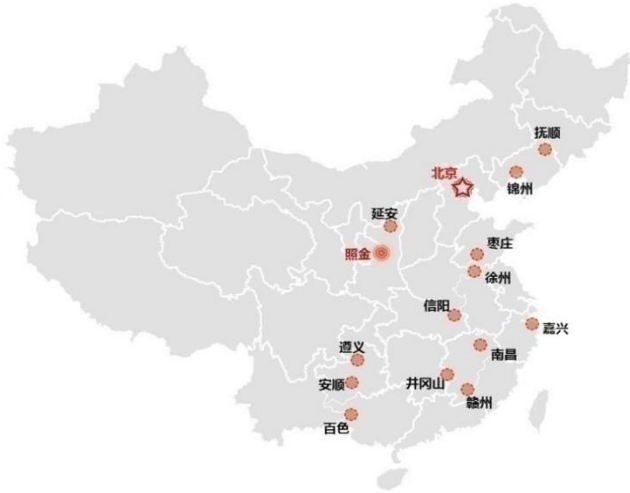 抚顺
北京
锦州
延安
枣庄
照金
徐州
信阳
嘉兴
遵义
南昌
安顺
井冈山
赣州
百色